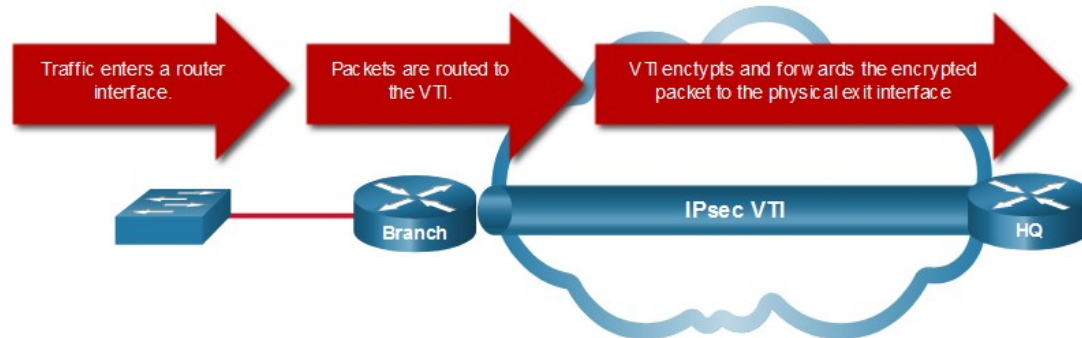 Traffic enters a router
interface.
Packets are routed to
the VTI.
VTI enctypts and forwards the encrypted
packet to the physical exit interface
IPsec VTI
Branch
HQ